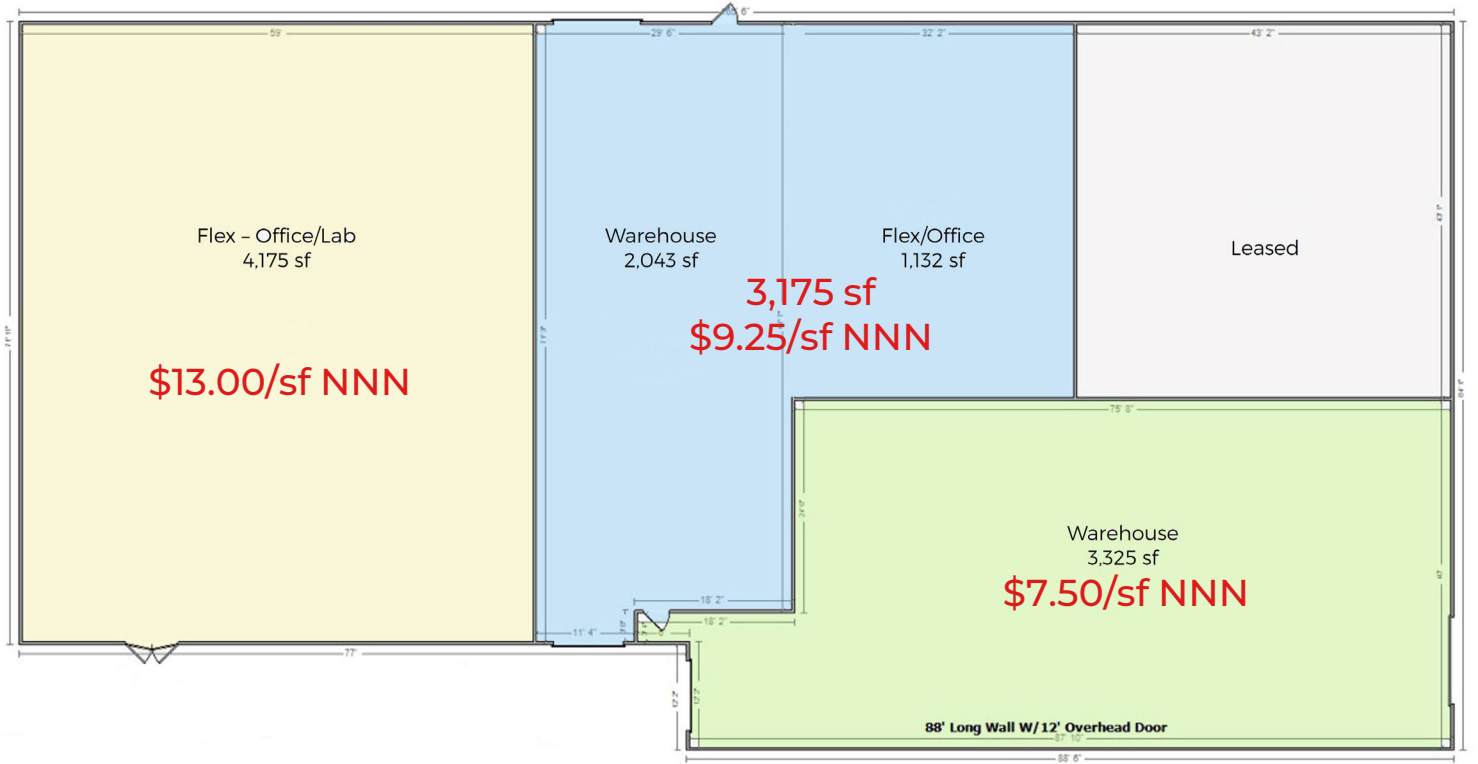 59'
29' 6"
32' 2"
43' 2"
Flex – Office/Lab
4,175 sf
$13.00/sf NNN
Warehouse
2,043 sf
Flex/Office
1,132 sf
3,175 sf
$9.25/sf NNN
Leased
75' 8"
Warehouse
3,325 sf
$7.50/sf NNN
18' 2"
18' 2"
11' 4"
77'
88' Long Wall W/12' Overhead Door
87' 10"
88' 6"